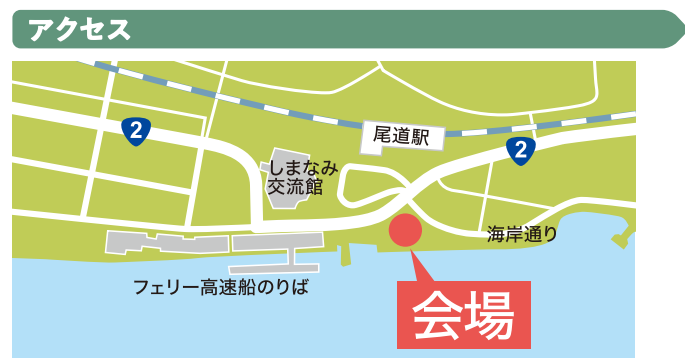 アクセス
2
尾道駅
2
しまなみ
交流館
海岸通り
フェリー高速船のりば
会場